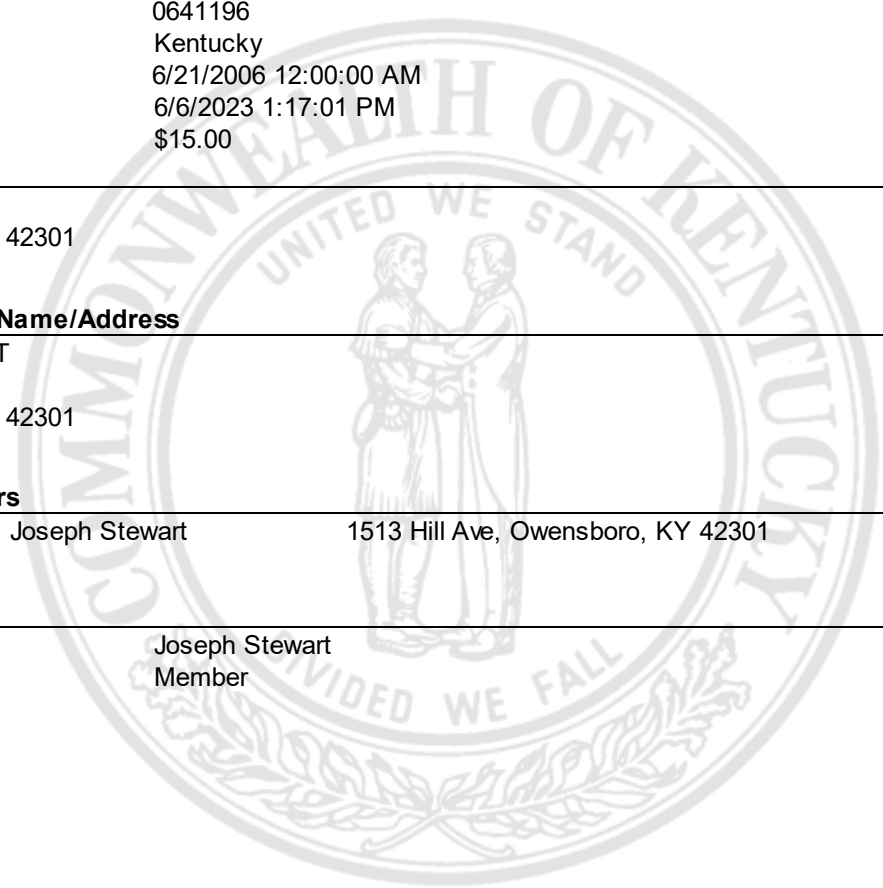 0641196
Kentucky
6/21/2006 12:00:00 AM
6/6/2023 1:17:01 PM
$15.00
42301
Name/Address
T
42301
rs
Joseph Stewart 1513 Hill Ave, Owensboro, KY 42301
Joseph Stewart
Member
COMMONWEALTH OF KENTUCKY
UNITED WE STAND
DIVIDED WE FALL